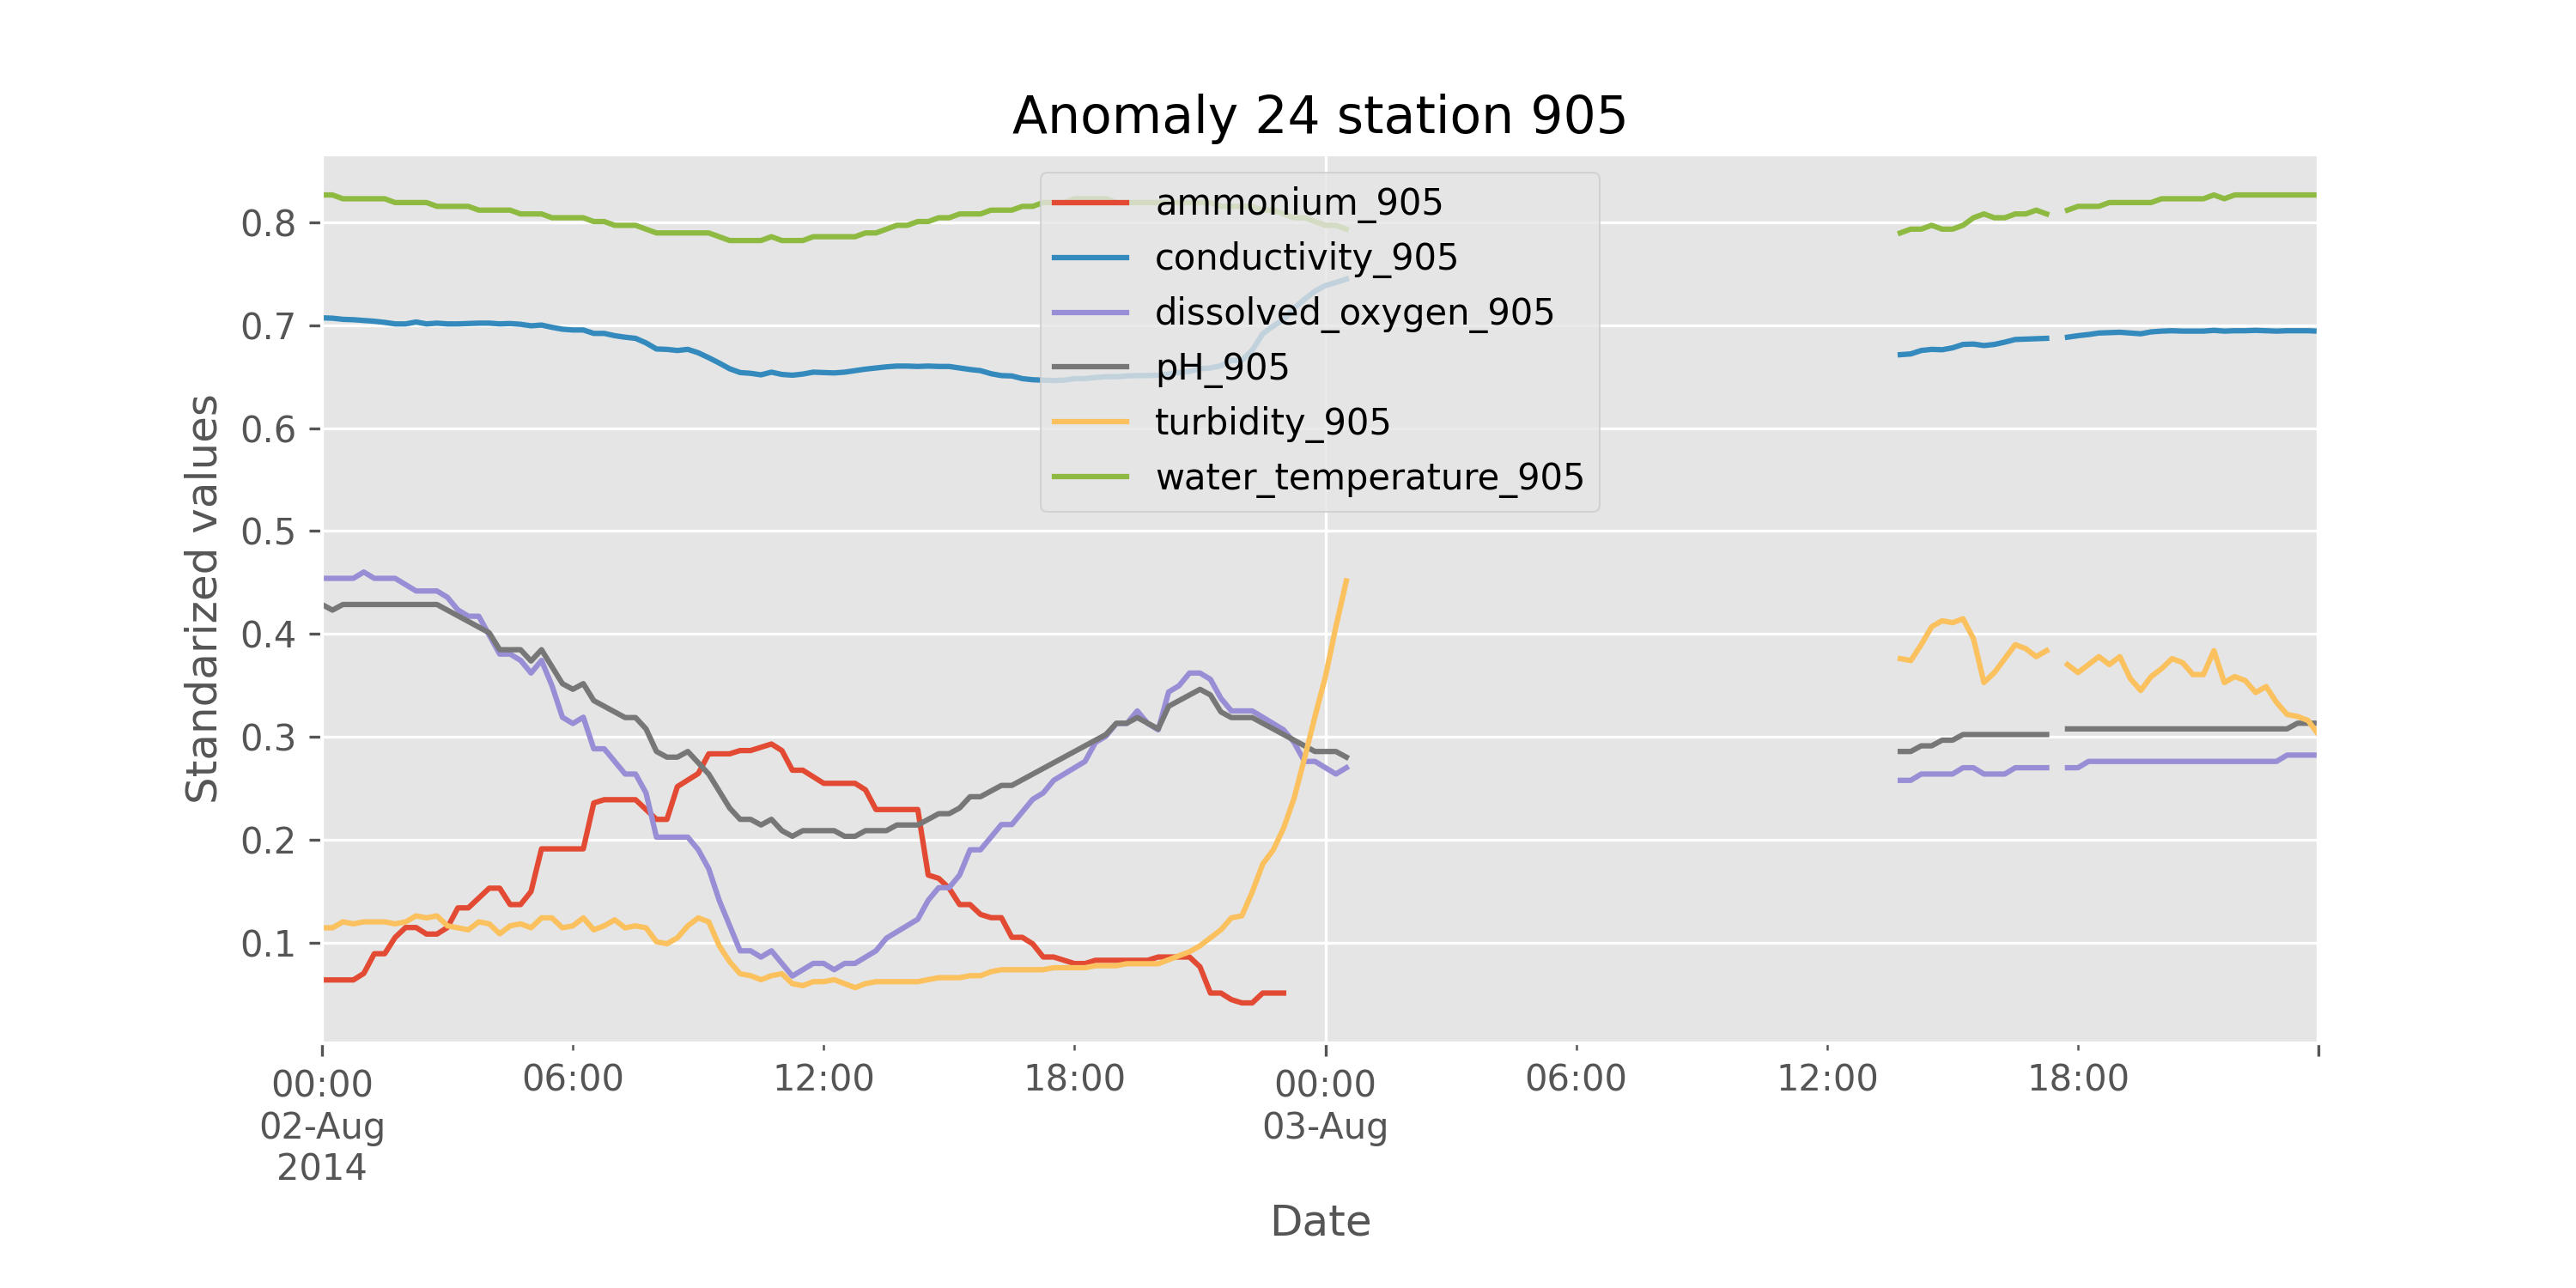 Anomaly 24 station 905
ammonium_905
conductivity_905
dissolved_oxygen_905
pH_905
turbidity_905
water_temperature_905
Standarized values
0.8
0.7
0.6
0.5
0.4
0.3
0.2
0.1
00:00 06:00 12:00 18:00 00:00 06:00 12:00 18:00
02-Aug 03-Aug
2014
Date